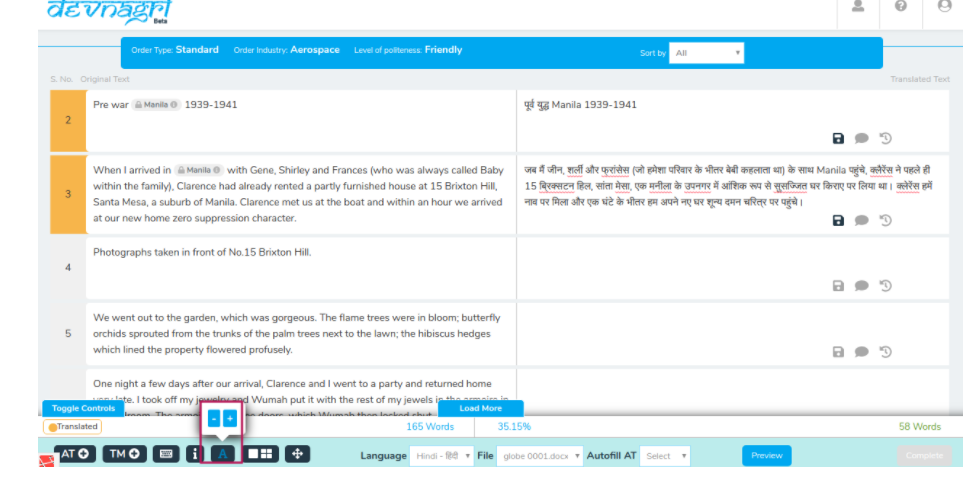 devnagri
Beta
Order Type: Standard Order Industry: Aerospace Level of politeness: Friendly Sort by All
S. No. Original Text Translated Text
2 Pre war Manila 1939-1941
पूर्व युद्ध Manila 1939-1941
3 When I arrived in Manila with Gene, Shirley and Frances (who was always called Baby
within the family), Clarence had already rented a partly furnished house at 15 Brixton Hill,
Santa Mesa, a suburb of Manila. Clarence met us at the boat and within an hour we arrived
at our new home zero suppression character.
जब मैं जीन, शर्ली और फ्रांसेस (जो हमेशा परिवार के भीतर बेबी कहलाता था) के साथ Manila पहुंचे, क्लैरेंस ने पहले ही
15 ब्रिक्सटन हिल, सांता मेसा, एक मनीला के उपनगर में आंशिक रूप से सुसज्जित घर किराए पर लिया था। क्लेरेंस हमें
नाव पर मिला और एक घंटे के भीतर हम अपने नए घर शून्य दमन चरित्र पर पहुंचे।
4 Photographs taken in front of No.15 Brixton Hill.
5 We went out to the garden, which was gorgeous. The flame trees were in bloom; butterfly
orchids sprouted from the trunks of the palm trees next to the lawn; the hibiscus hedges
which lined the property flowered profusely.
One night a few days after our arrival, Clarence and I went to a party and returned home
very late. I took off my jewelry and Wumah put it with the rest of my jewels in the armoire in
Toggle Controls - + Load More
Translated 165 Words 35.15% 58 Words
AT TM i A Language Hindi - हिंदी File globe 0001.docx Autofill AT Select Preview Complete